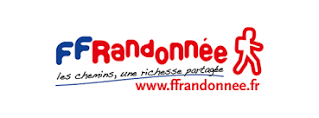 FFRandonnée
les chemins, une richesse partagée
www.ffrandonnee.fr